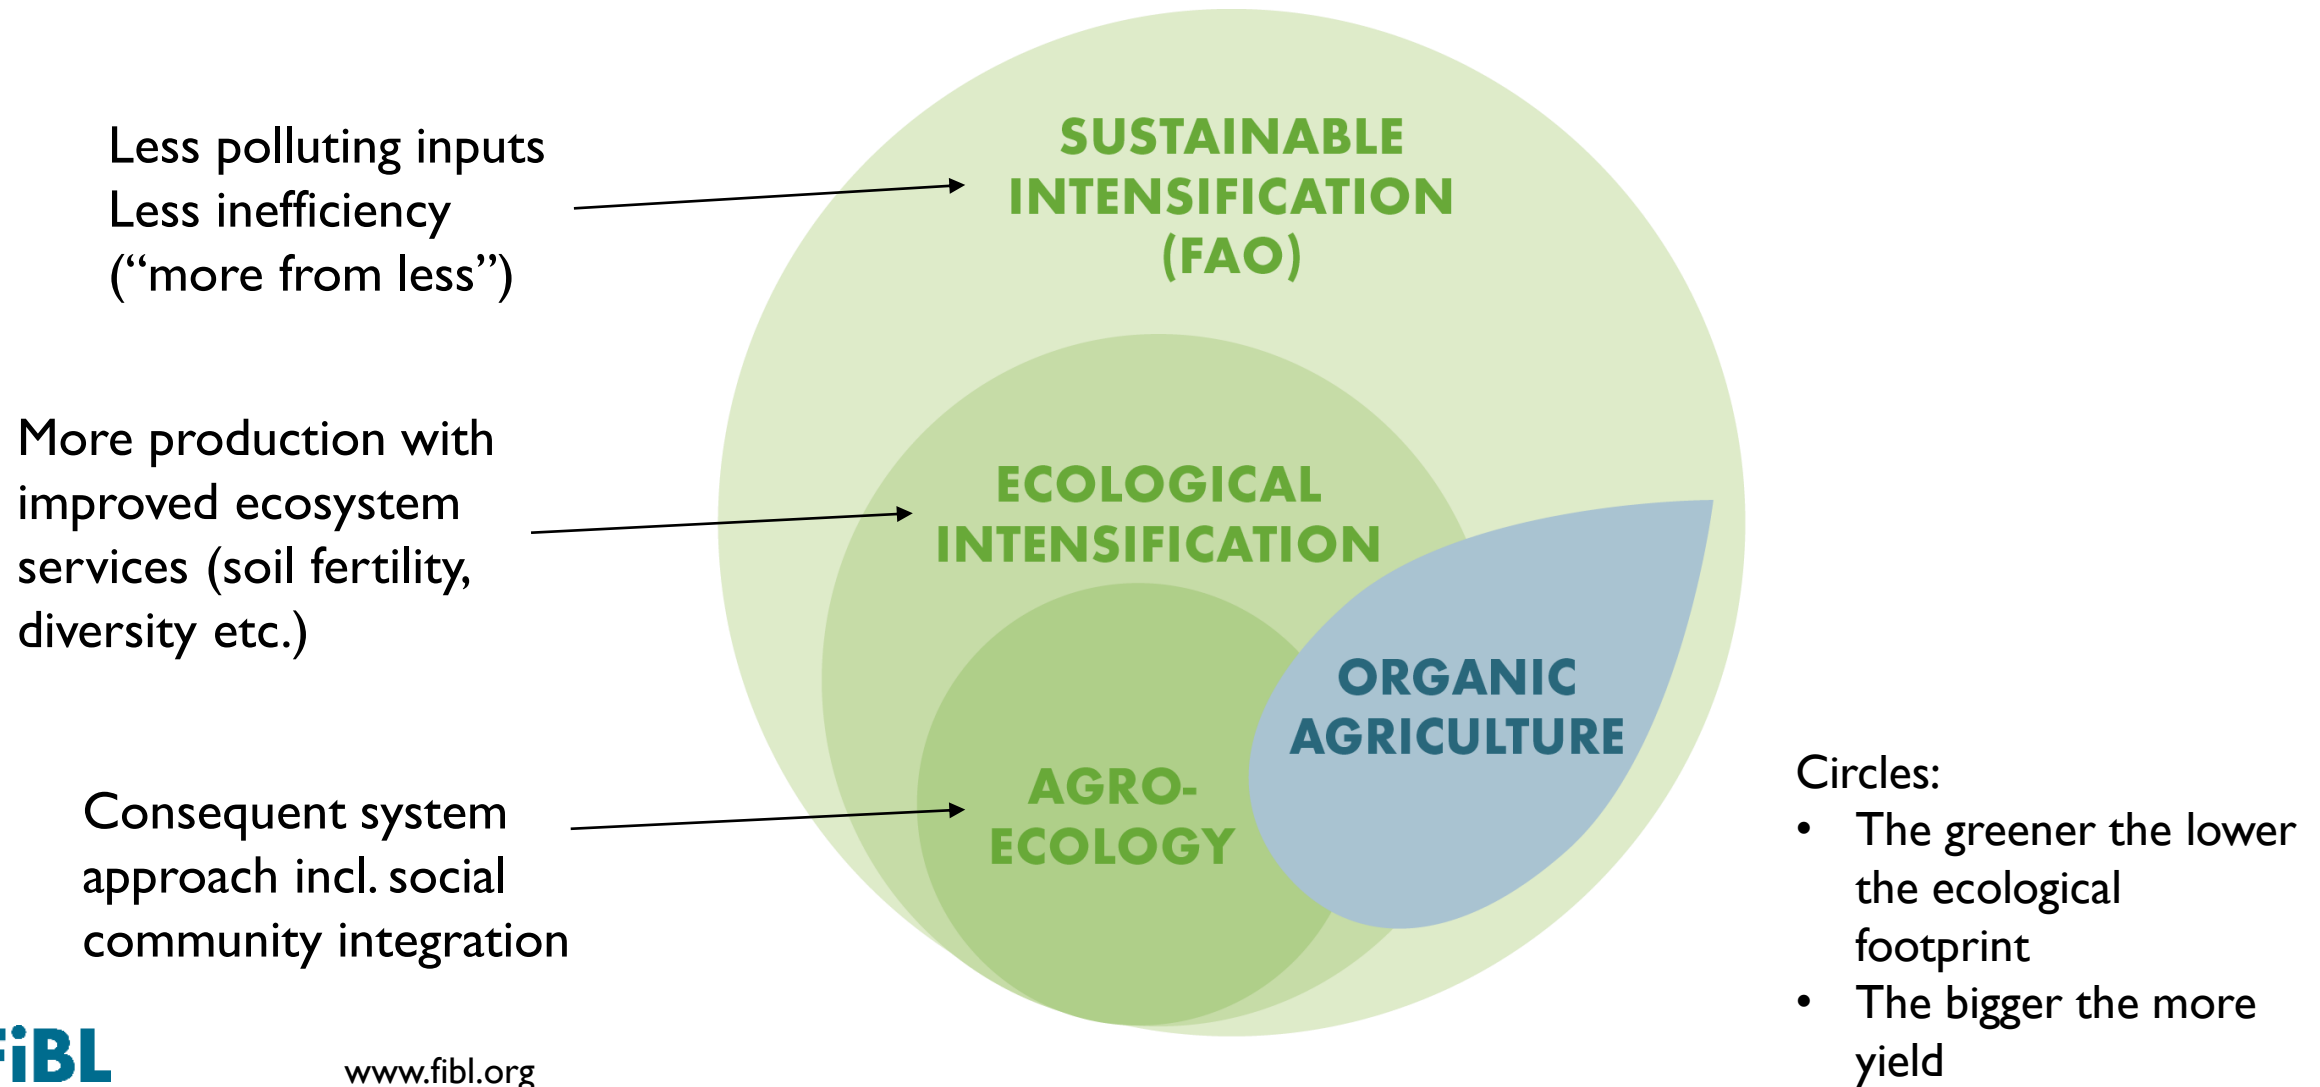 Less polluting inputs
Less inefficiency
(“more from less”)
SUSTAINABLE
INTENSIFICATION
(FAO)
More production with
improved ecosystem
services (soil fertility,
diversity etc.)
ECOLOGICAL
INTENSIFICATION
ORGANIC
AGRICULTURE
Consequent system
approach incl. social
community integration
AGRO-
ECOLOGY
Circles:
• The greener the lower
the ecological
footprint
• The bigger the more
yield
FiBL
www.fibl.org